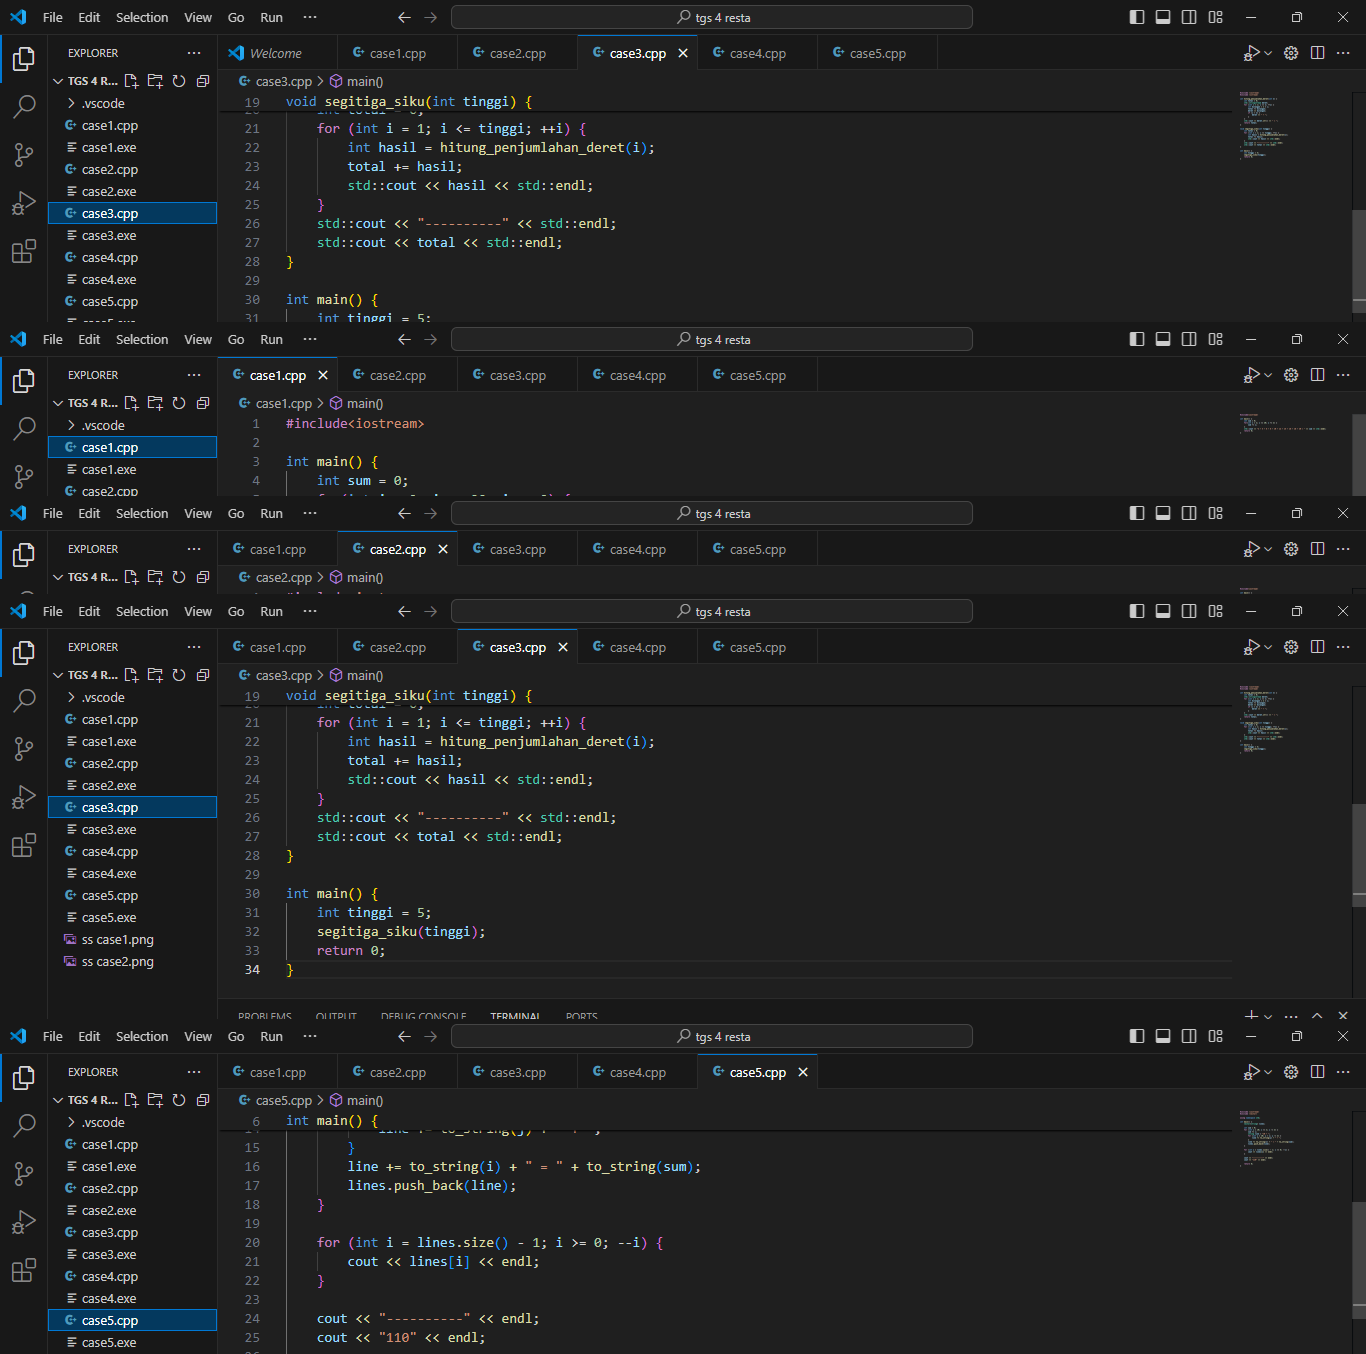 File Edit Selection View Go Run ··· tgs 4 resta
EXPLORER ··· Welcome case1.cpp case2.cpp case3.cpp case4.cpp case5.cpp
TGS 4 R... case3.cpp > main()
.vscode
case1.cpp
case1.exe
case2.cpp
case2.exe
case3.cpp
case3.exe
case4.cpp
case4.exe
case5.cpp
case5.exe
19 void segitiga_siku(int tinggi) {
20 int total = 0;
21 for (int i = 1; i <= tinggi; ++i) {
22 int hasil = hitung_penjumlahan_deret(i);
23 total += hasil;
24 std::cout << hasil << std::endl;
25 }
26 std::cout << "----------" << std::endl;
27 std::cout << total << std::endl;
28 }
29
30 int main() {
31 int tinggi = 5;
File Edit Selection View Go Run ··· tgs 4 resta
EXPLORER ··· case1.cpp case2.cpp case3.cpp case4.cpp case5.cpp
TGS 4 R... case1.cpp > main()
.vscode
case1.cpp
case1.exe
case2.cpp
1 #include<iostream>
2
3 int main() {
4 int sum = 0;
File Edit Selection View Go Run ··· tgs 4 resta
EXPLORER ··· case1.cpp case2.cpp case3.cpp case4.cpp case5.cpp
TGS 4 R... case2.cpp > main()
File Edit Selection View Go Run ··· tgs 4 resta
EXPLORER ··· case1.cpp case2.cpp case3.cpp case4.cpp case5.cpp
TGS 4 R... case3.cpp > main()
.vscode
case1.cpp
case1.exe
case2.cpp
case2.exe
case3.cpp
case3.exe
case4.cpp
case4.exe
case5.cpp
case5.exe
ss case1.png
ss case2.png
19 void segitiga_siku(int tinggi) {
20 int total = 0;
21 for (int i = 1; i <= tinggi; ++i) {
22 int hasil = hitung_penjumlahan_deret(i);
23 total += hasil;
24 std::cout << hasil << std::endl;
25 }
26 std::cout << "----------" << std::endl;
27 std::cout << total << std::endl;
28 }
29
30 int main() {
31 int tinggi = 5;
32 segitiga_siku(tinggi);
33 return 0;
34 }
PROBLEMS OUTPUT DEBUG CONSOLE TERMINAL PORTS
File Edit Selection View Go Run ··· tgs 4 resta
EXPLORER ··· case1.cpp case2.cpp case3.cpp case4.cpp case5.cpp
TGS 4 R... case5.cpp > main()
.vscode
case1.cpp
case1.exe
case2.cpp
case2.exe
case3.cpp
case3.exe
case4.cpp
case4.exe
case5.cpp
case5.exe
6 int main() {
15 }
16 line += to_string(i) + " = " + to_string(sum);
17 lines.push_back(line);
18 }
19
20 for (int i = lines.size() - 1; i >= 0; --i) {
21 cout << lines[i] << endl;
22 }
23
24 cout << "----------" << endl;
25 cout << "110" << endl;